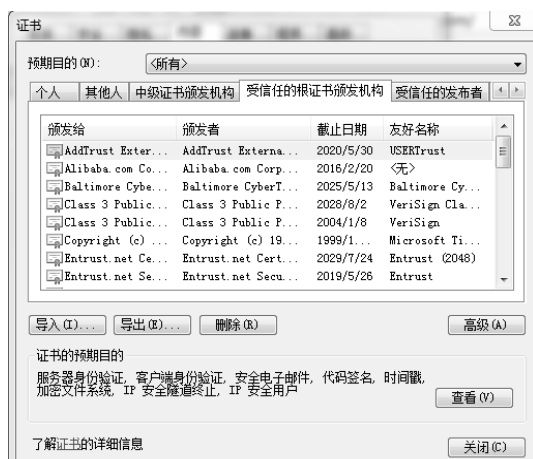 证书
预期目的(N): <所有>
个人 其他人 中级证书颁发机构 受信任的根证书颁发机构 受信任的发布者
颁发给 颁发者 截止日期 友好名称
AddTrust Exter... AddTrust Externa... 2020/5/30 USERTrust
Alibaba.com Co... Alibaba.com Corp... 2016/2/20 <无>
Baltimore Cybe... Baltimore CyberT... 2025/5/13 Baltimore Cy...
Class 3 Public... Class 3 Public P... 2028/8/2 VeriSign Cla...
Class 3 Public... Class 3 Public P... 2004/1/8 VeriSign
Copyright (c) ... Copyright (c) 19... 1999/1... Microsoft Ti...
Entrust.net Ce... Entrust.net Cert... 2029/7/24 Entrust (2048)
Entrust.net Se... Entrust.net Secu... 2019/5/26 Entrust
导入(I)... 导出(E)... 删除(R) 高级(A)
证书的预期目的
服务器身份验证, 客户端身份验证, 安全电子邮件, 代码签名, 时间戳,
加密文件系统, IP 安全隧道终止, IP 安全用户
查看(V)
了解证书的详细信息 关闭(C)